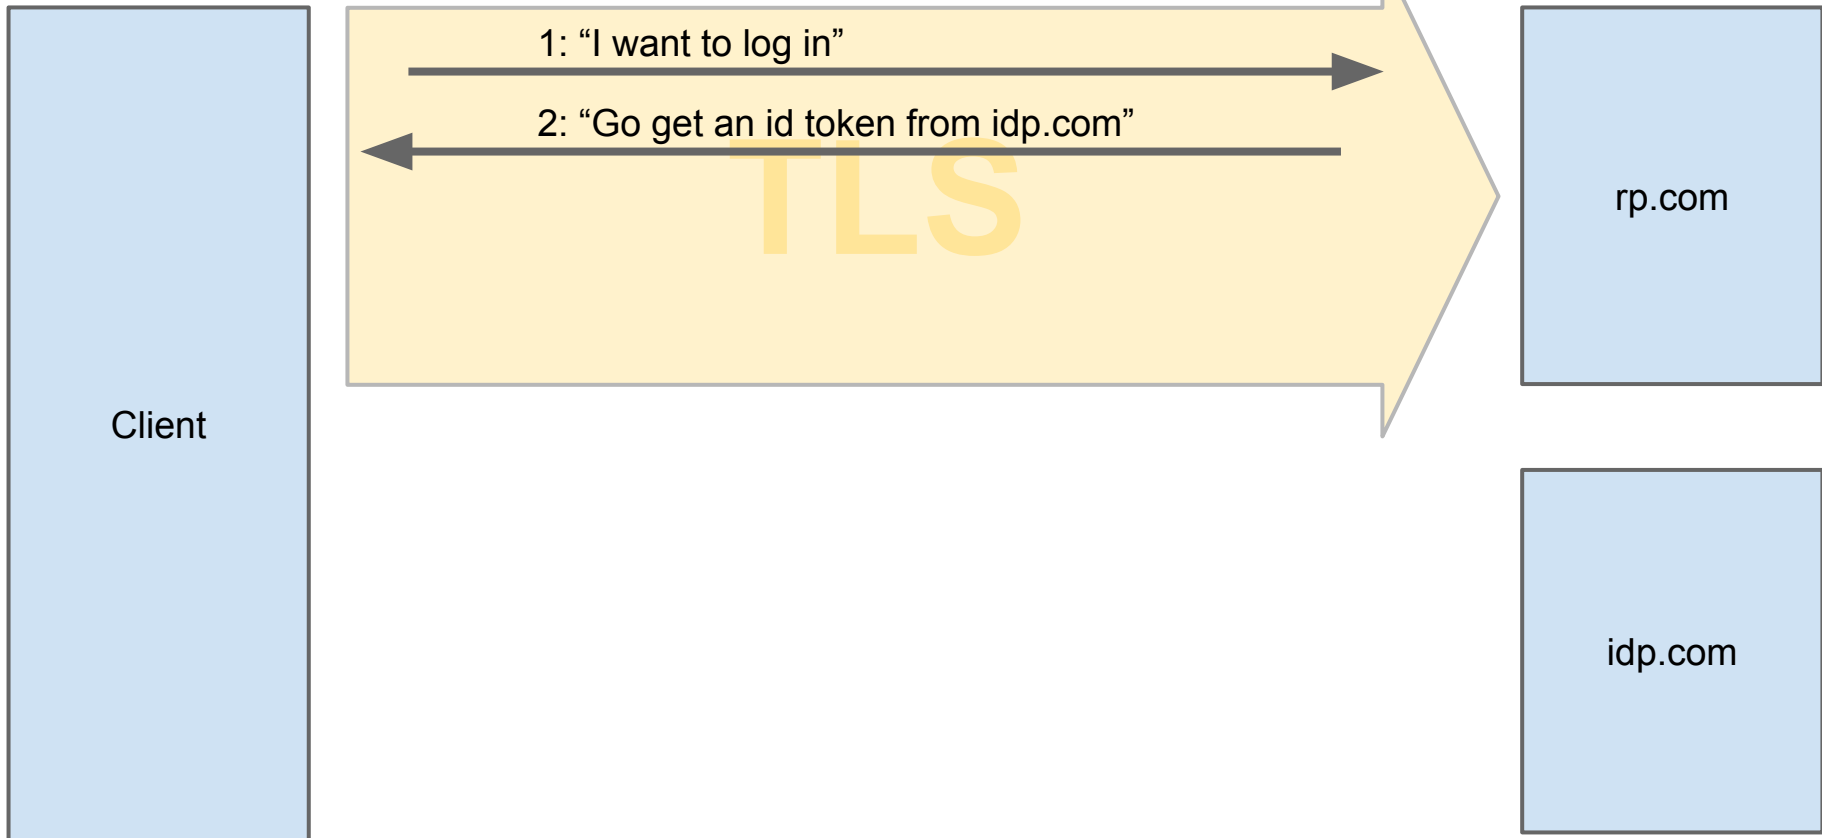 1: “I want to log in”
2: “Go get an id token from idp.com”
TLS
rp.com
Client
idp.com